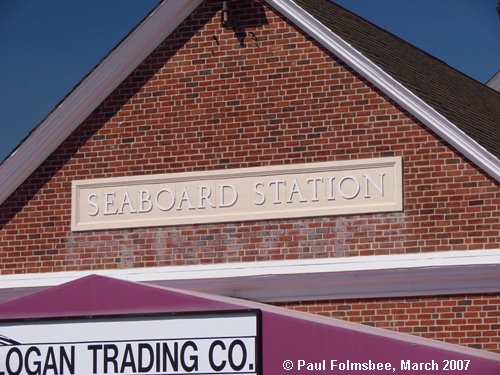 SEABOARD STATION
LOGAN TRADING CO.
© Paul Folmsbee, March 2007